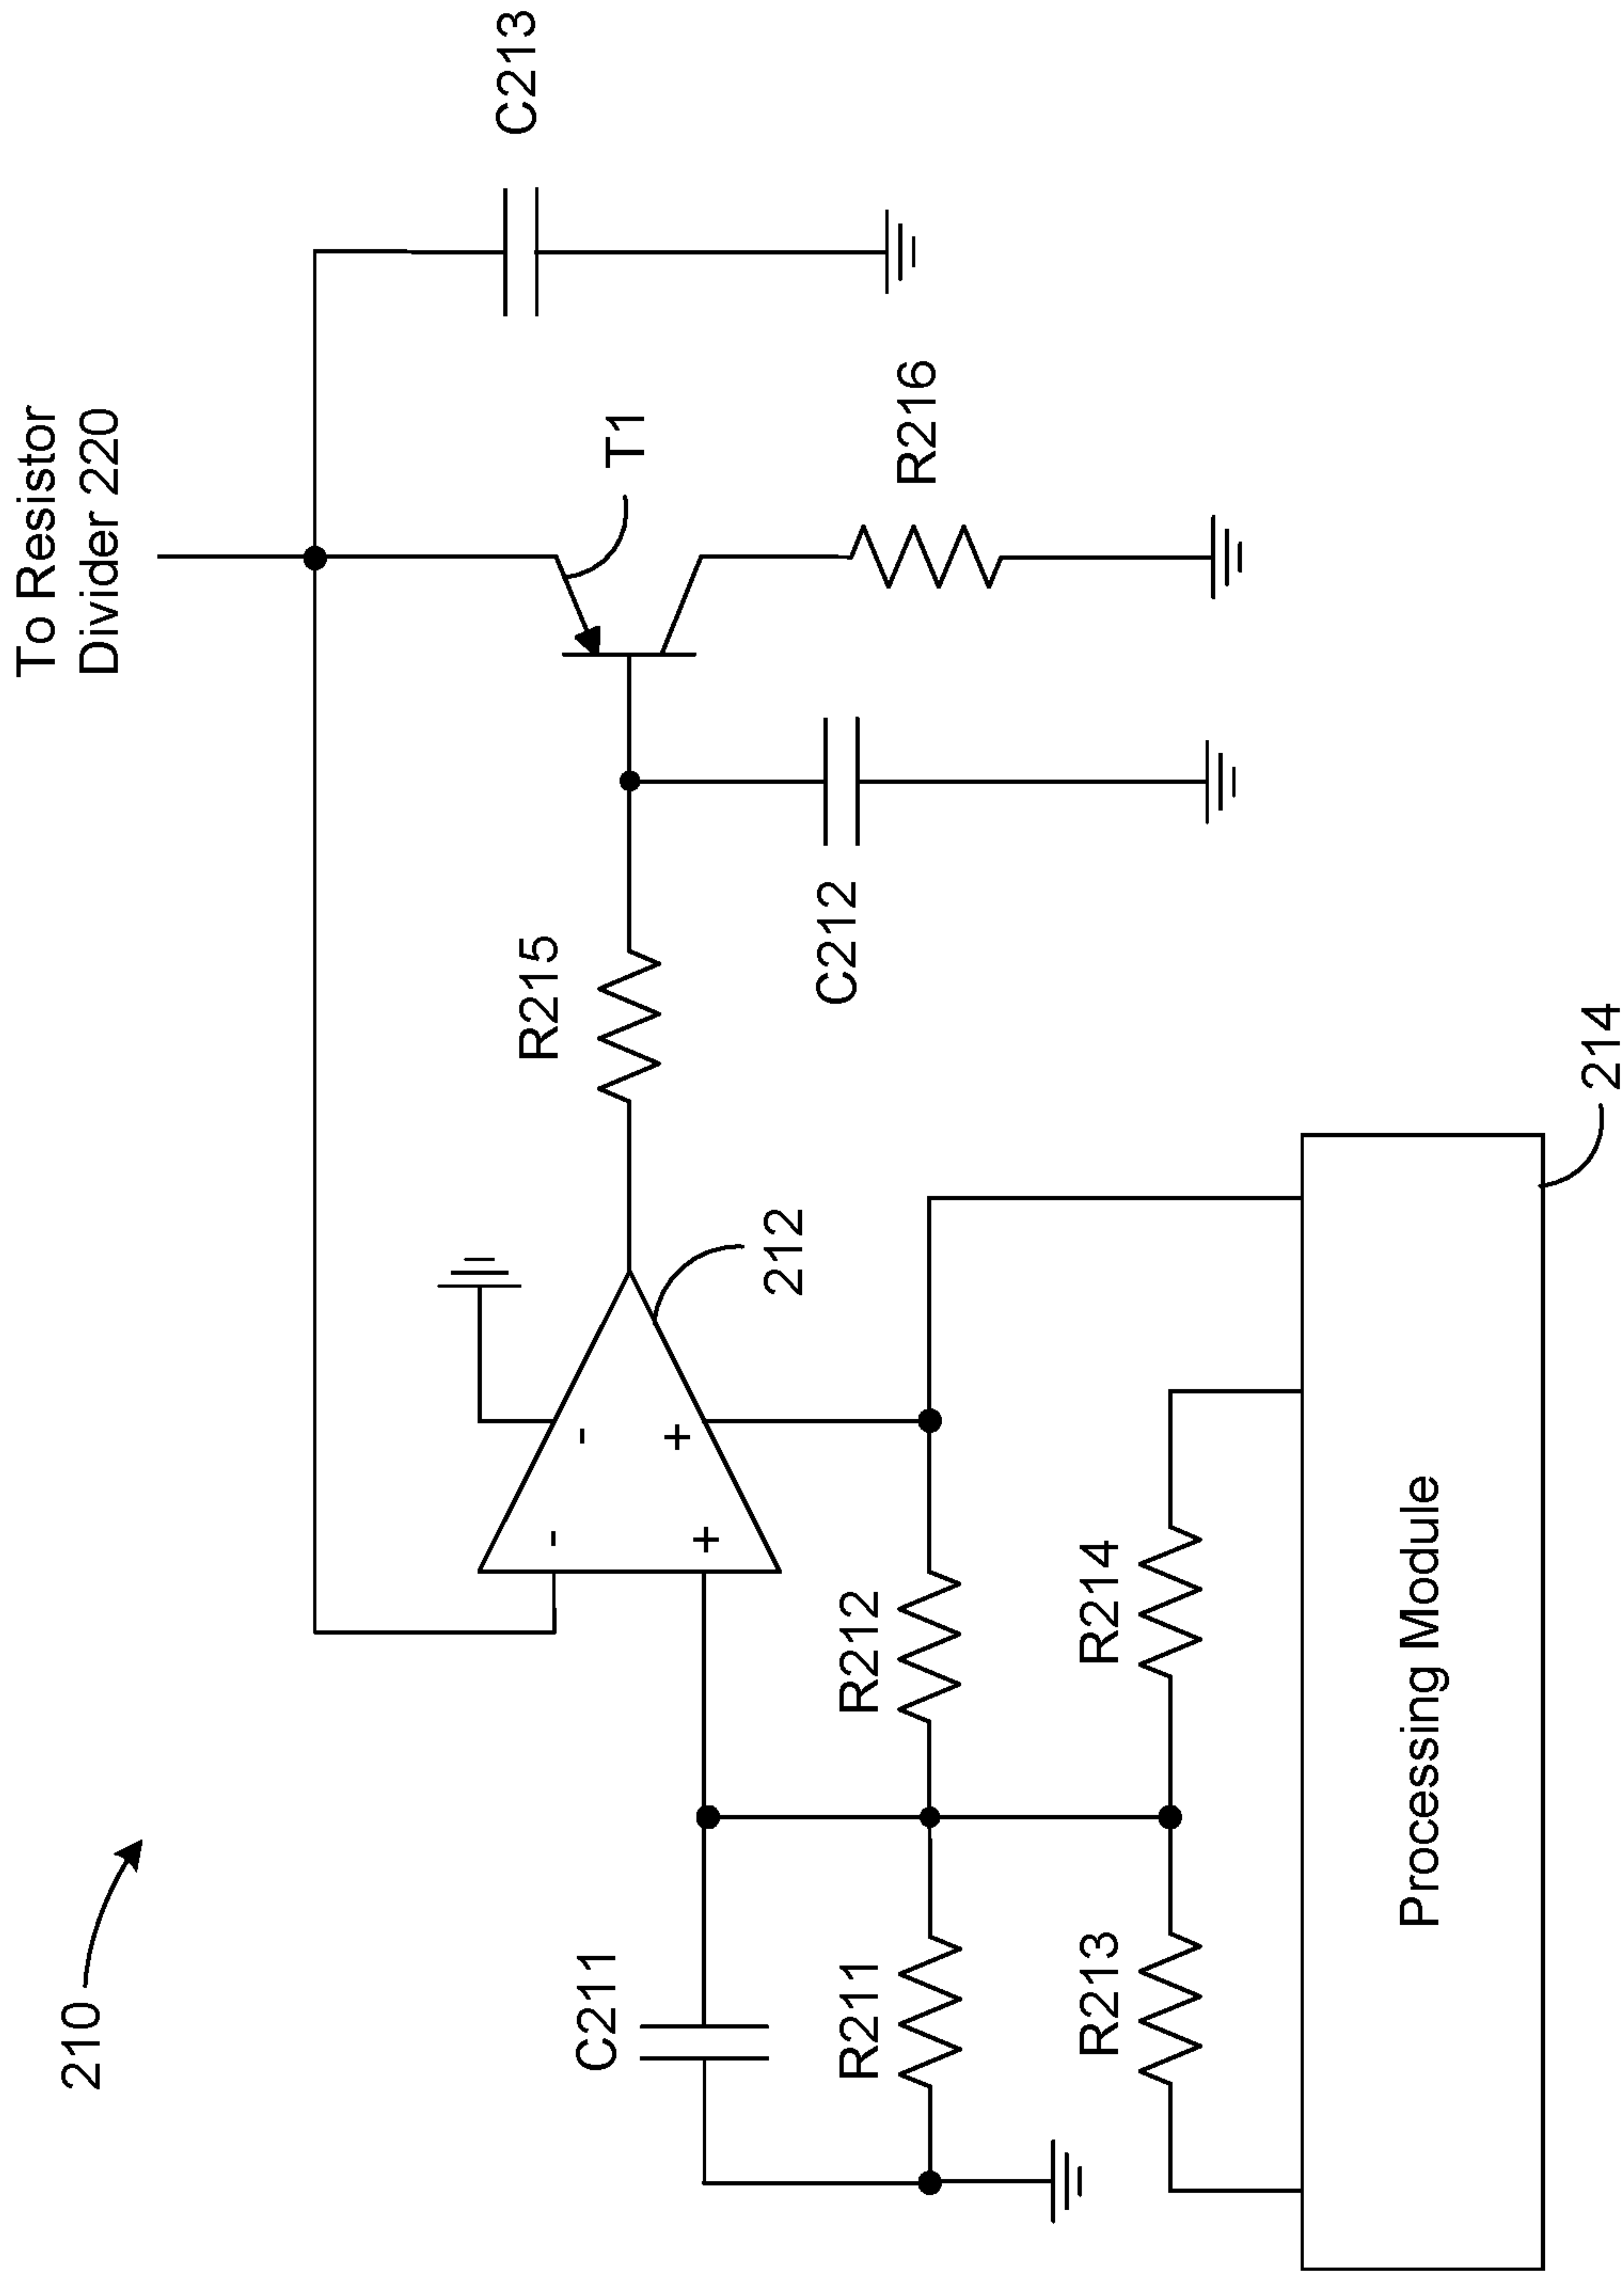 210
To Resistor
Divider 220
C213
T1
R216
R215
C212
-
-
+
+
212
C211
R212
R211
R214
R213
Processing Module
214